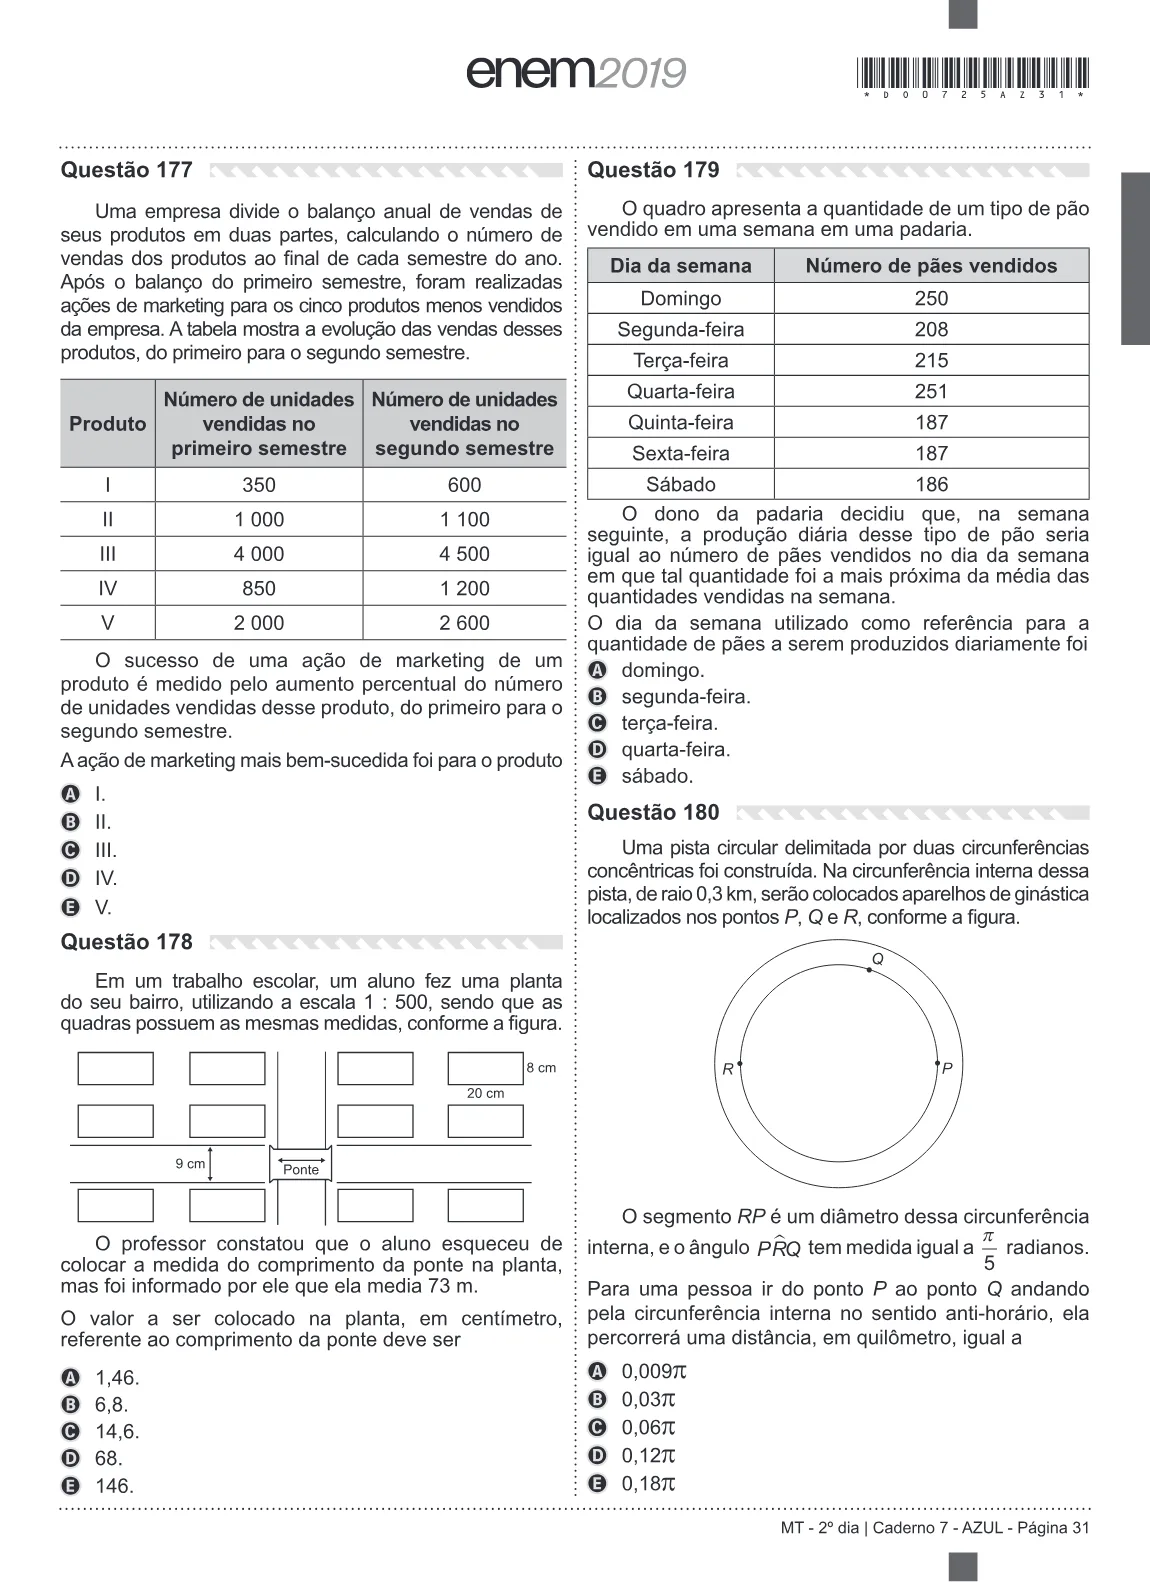 enem2019
*D00725AZ31*
Questão 177
Uma empresa divide o balanço anual de vendas de
seus produtos em duas partes, calculando o número de
vendas dos produtos ao final de cada semestre do ano.
Após o balanço do primeiro semestre, foram realizadas
ações de marketing para os cinco produtos menos vendidos
da empresa. A tabela mostra a evolução das vendas desses
produtos, do primeiro para o segundo semestre.
Produto
Número de unidades
vendidas no
primeiro semestre
Número de unidades
vendidas no
segundo semestre
I 350 600
II 1 000 1 100
III 4 000 4 500
IV 850 1 200
V 2 000 2 600
O sucesso de uma ação de marketing de um
produto é medido pelo aumento percentual do número
de unidades vendidas desse produto, do primeiro para o
segundo semestre.
A ação de marketing mais bem-sucedida foi para o produto
A I.
B II.
C III.
D IV.
E V.
Questão 178
Em um trabalho escolar, um aluno fez uma planta
do seu bairro, utilizando a escala 1 : 500, sendo que as
quadras possuem as mesmas medidas, conforme a figura.
8 cm
20 cm
9 cm
Ponte
O professor constatou que o aluno esqueceu de
colocar a medida do comprimento da ponte na planta,
mas foi informado por ele que ela media 73 m.
O valor a ser colocado na planta, em centímetro,
referente ao comprimento da ponte deve ser
A 1,46.
B 6,8.
C 14,6.
D 68.
E 146.
Questão 179
O quadro apresenta a quantidade de um tipo de pão
vendido em uma semana em uma padaria.
Dia da semana Número de pães vendidos
Domingo 250
Segunda-feira 208
Terça-feira 215
Quarta-feira 251
Quinta-feira 187
Sexta-feira 187
Sábado 186
O dono da padaria decidiu que, na semana
seguinte, a produção diária desse tipo de pão seria
igual ao número de pães vendidos no dia da semana
em que tal quantidade foi a mais próxima da média das
quantidades vendidas na semana.
O dia da semana utilizado como referência para a
quantidade de pães a serem produzidos diariamente foi
A domingo.
B segunda-feira.
C terça-feira.
D quarta-feira.
E sábado.
Questão 180
Uma pista circular delimitada por duas circunferências
concêntricas foi construída. Na circunferência interna dessa
pista, de raio 0,3 km, serão colocados aparelhos de ginástica
localizados nos pontos P, Q e R, conforme a figura.
Q
R
P
O segmento RP é um diâmetro dessa circunferência
interna, e o ângulo PR̂Q tem medida igual a π/5 radianos.
Para uma pessoa ir do ponto P ao ponto Q andando
pela circunferência interna no sentido anti-horário, ela
percorrerá uma distância, em quilômetro, igual a
A 0,009π
B 0,03π
C 0,06π
D 0,12π
E 0,18π
MT - 2º dia | Caderno 7 - AZUL - Página 31